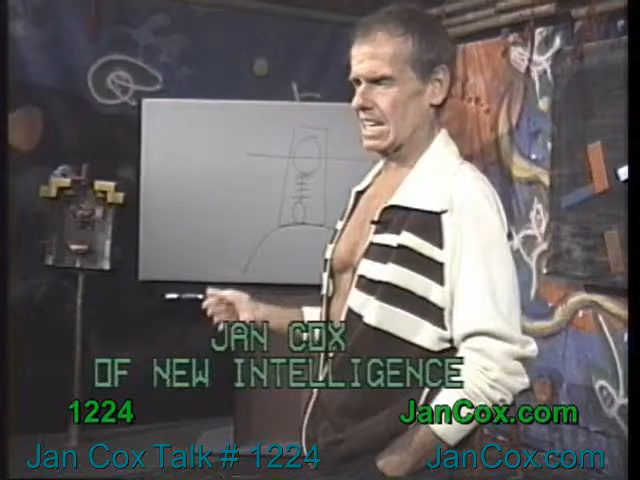 JAN COX
OF NEW INTELLIGENCE
1224 JanCox.com
Jan Cox Talk # 1224 JanCox.com